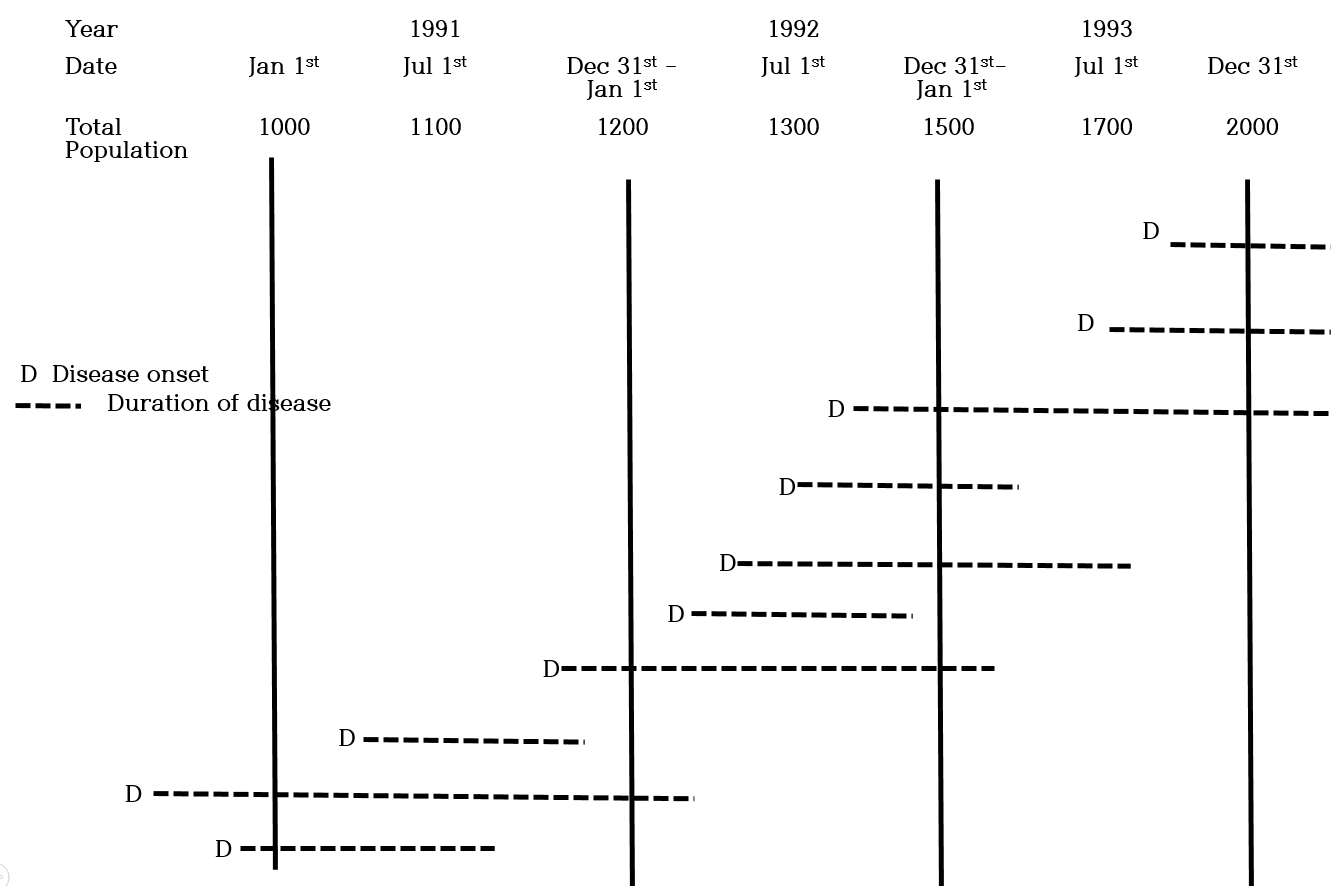 Year 1991 1992 1993
Date Jan 1st Jul 1st Dec 31st – Jul 1st Dec 31st– Jul 1st Dec 31st
Jan 1st Jan 1st
Total 1000 1100 1200 1300 1500 1700 2000
Population
D
D
D Disease onset
Duration of disease
D
D
D
D
D
D
D
D